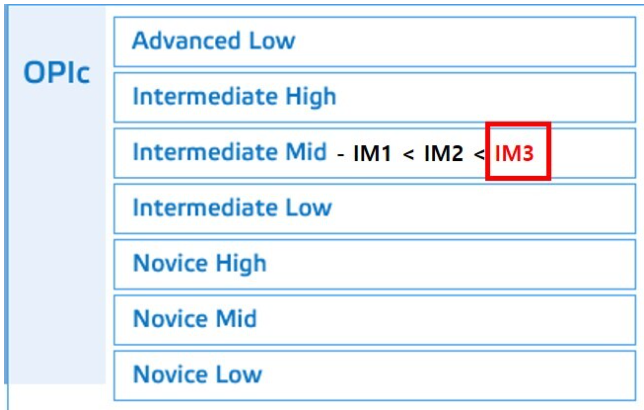 OPIc
Advanced Low
Intermediate High
Intermediate Mid - IM1 < IM2 < IM3
Intermediate Low
Novice High
Novice Mid
Novice Low